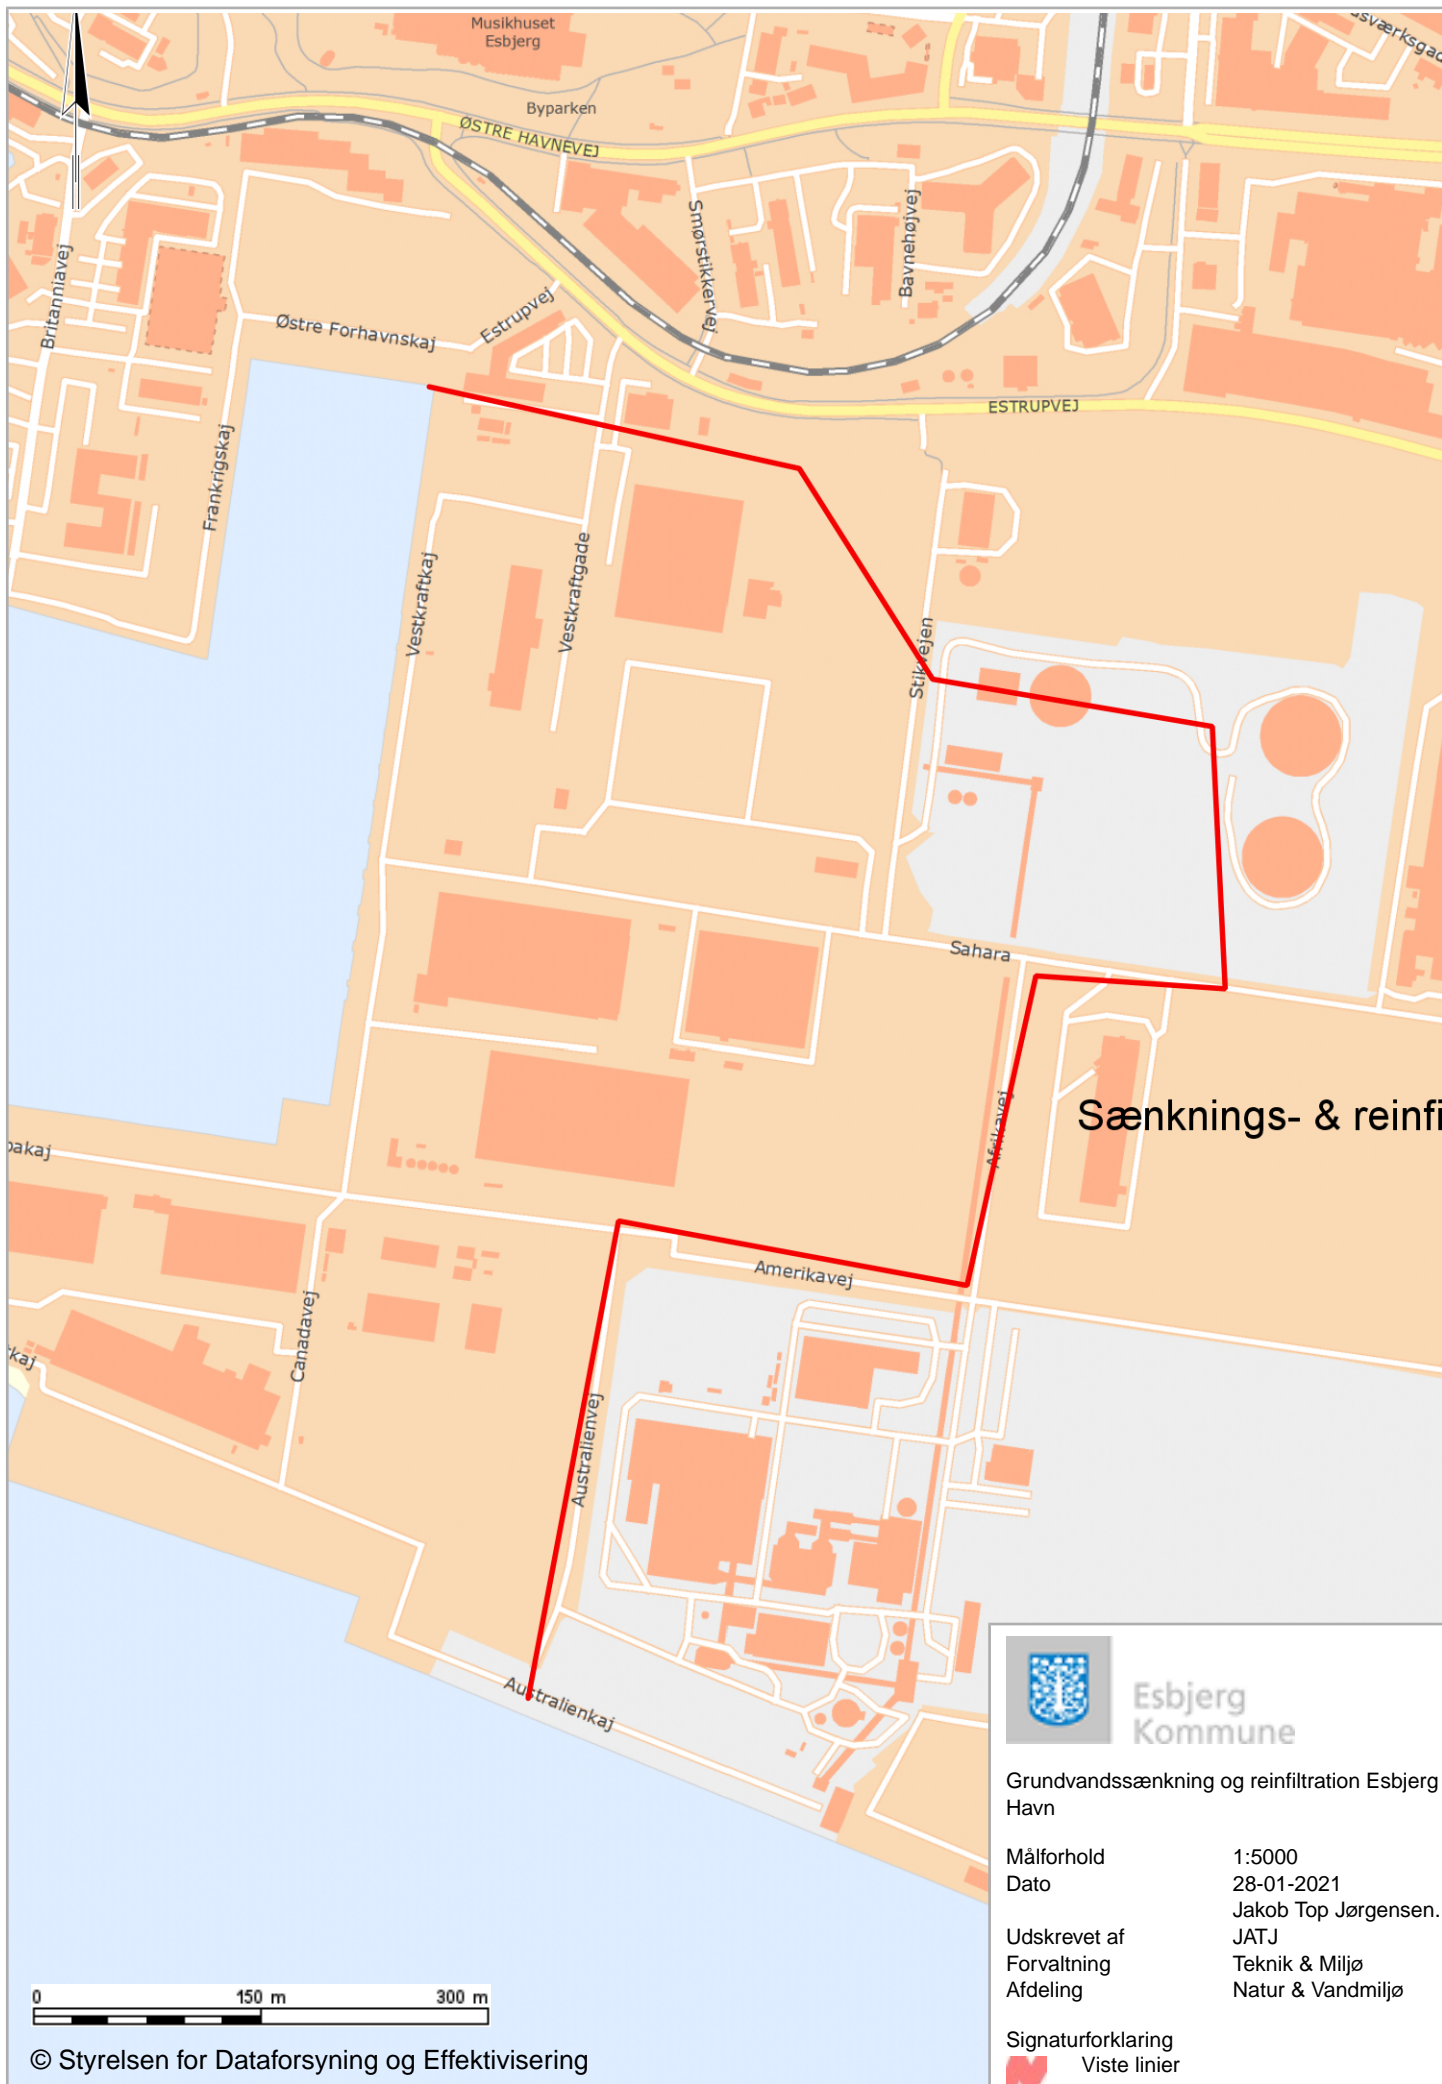 Musikhuset
Esbjerg
Byparken
ØSTRE HAVNEVEJ
Smørstikkervej
Bavnehøjvej
Britanniavej
Østre Forhavnskaj
Estrupvej
ESTRUPVEJ
Frankrigskaj
Vestkraftkaj
Vestkraftgade
Stikvejen
Sahara
Afrikavej
Sænknings- & reinfi
Amerikavej
Canadavej
Australienvej
Australienkaj
Esbjerg
Kommune
Grundvandssænkning og reinfiltration Esbjerg
Havn
Målforhold 1:5000
Dato 28-01-2021
Jakob Top Jørgensen.
Udskrevet af JATJ
Forvaltning Teknik & Miljø
Afdeling Natur & Vandmiljø
Signaturforklaring
Viste linier
0 150 m 300 m
© Styrelsen for Dataforsyning og Effektivisering